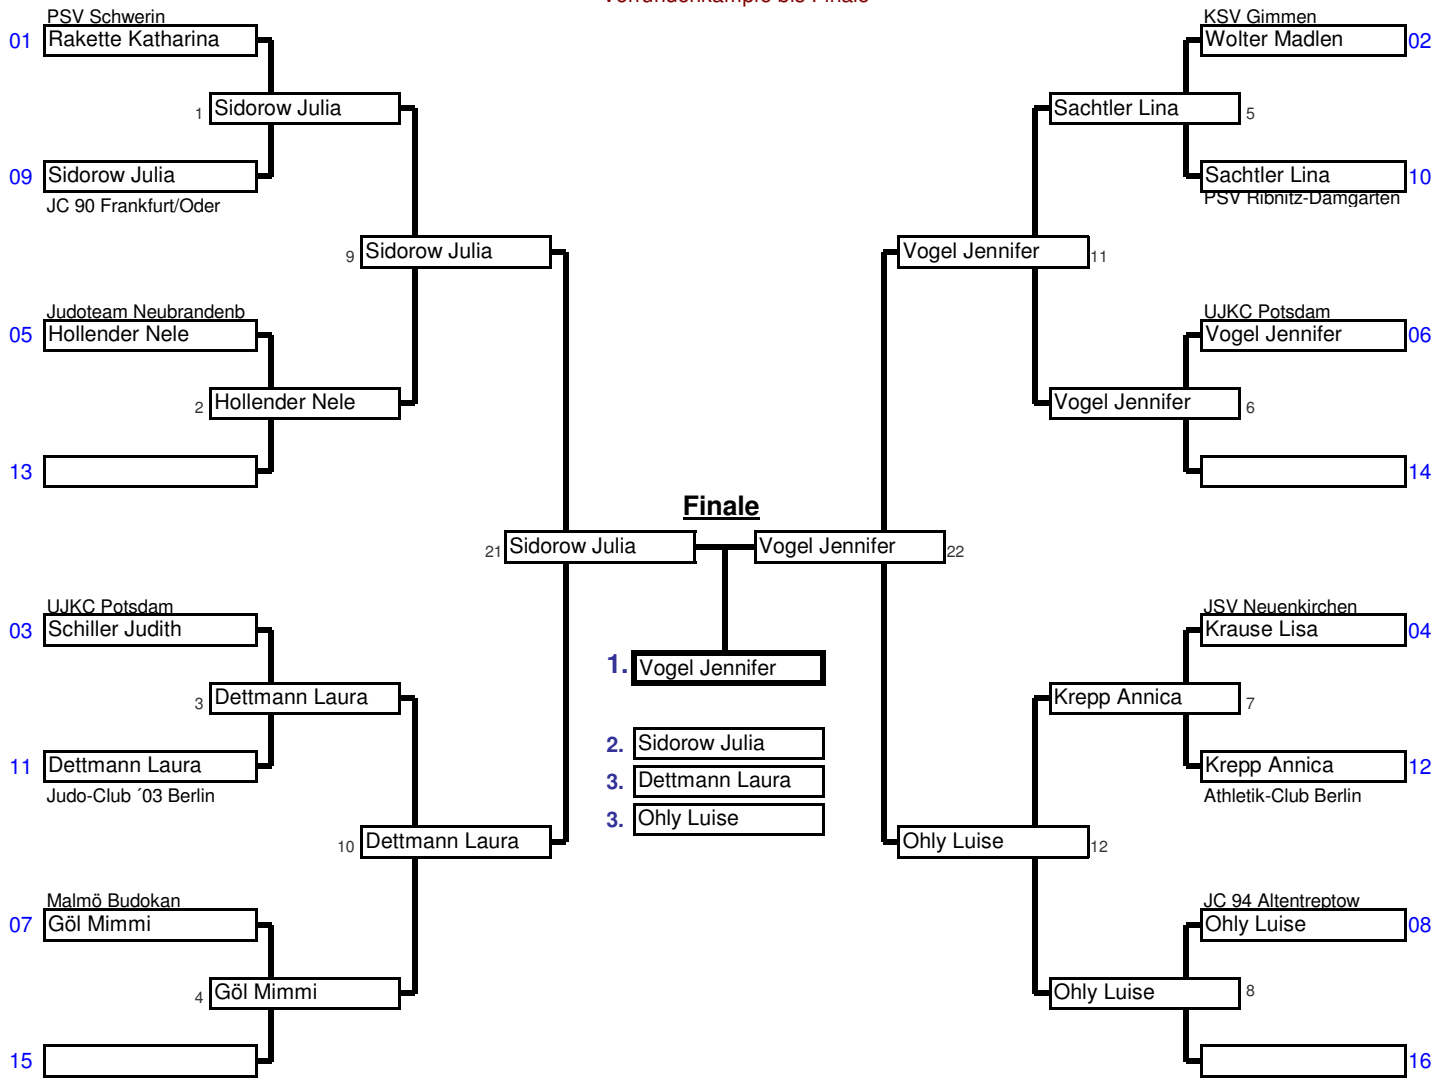 Vorrundenkämpfe bis Finale
PSV Schwerin
01 Rakette Katharina
1 Sidorow Julia
09 Sidorow Julia
JC 90 Frankfurt/Oder
9 Sidorow Julia
Judoteam Neubrandenb
05 Hollender Nele
2 Hollender Nele
13
21 Sidorow Julia
UJKC Potsdam
03 Schiller Judith
3 Dettmann Laura
11 Dettmann Laura
Judo-Club ´03 Berlin
10 Dettmann Laura
Malmö Budokan
07 Göl Mimmi
4 Göl Mimmi
15
Finale
1. Vogel Jennifer
2. Sidorow Julia
3. Dettmann Laura
3. Ohly Luise
KSV Gimmen
Wolter Madlen 02
Sachtler Lina 5
Sachtler Lina 10
PSV Ribnitz-Damgarten
Vogel Jennifer 11
UJKC Potsdam
Vogel Jennifer 06
Vogel Jennifer 6
14
Vogel Jennifer 22
JSV Neuenkirchen
Krause Lisa 04
Krepp Annica 7
Krepp Annica 12
Athletik-Club Berlin
Ohly Luise 12
JC 94 Altentreptow
Ohly Luise 08
Ohly Luise 8
16